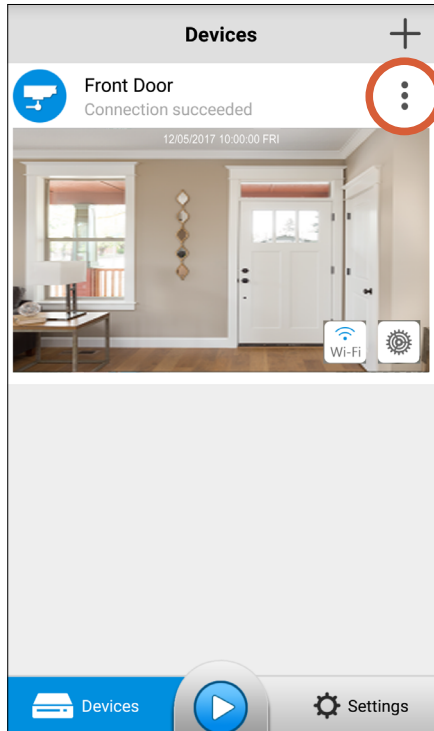 Devices
Front Door
Connection succeeded
12/05/2017 10:00:00 FRI
Wi-Fi
Devices
Settings